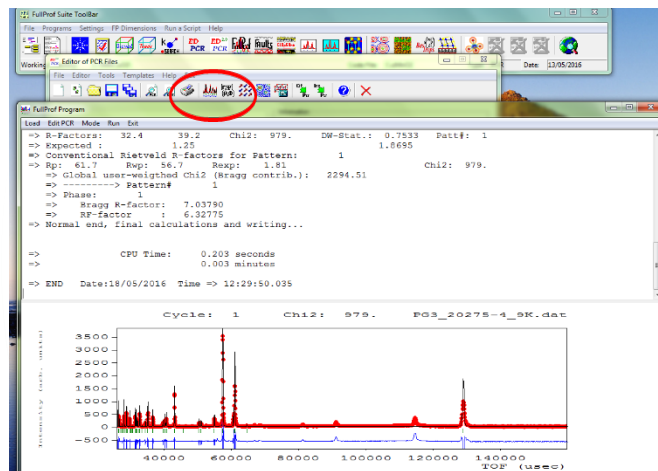 FullProf Suite ToolBar
File Programs Settings FP Dimensions Run a Script Help
ED PCR
Working
Date: 13/05/2016
Editor of PCR Files
File Editor Tools Templates Help
FullProf Program
Load Edit PCR Mode Run Exit
=> R-Factors: 32.4 39.2 Chi2: 979. DW-Stat.: 0.7533 Patt#: 1
=> Expected : 1.25 1.8695
=> Conventional Rietveld R-factors for Pattern: 1
=> Rp: 61.7 Rwp: 56.7 Rexp: 1.81 Chi2: 979.
=> Global user-weigthed Chi2 (Bragg contrib.): 2294.51
=> ---------> Pattern# 1
=> Phase: 1
=> Bragg R-factor: 7.03790
=> RF-factor : 6.32775
=> Normal end, final calculations and writing...
=> CPU Time: 0.203 seconds
=> 0.003 minutes
=> END Date:18/05/2016 Time => 12:29:50.035
Cycle: 1 Chi2: 979. PG3_20275-4_9K.dat
Intensity (arb. units)
3500
3000
2500
2000
1500
1000
500
0
-500
40000 60000 80000 100000 120000 140000
TOF (µsec)